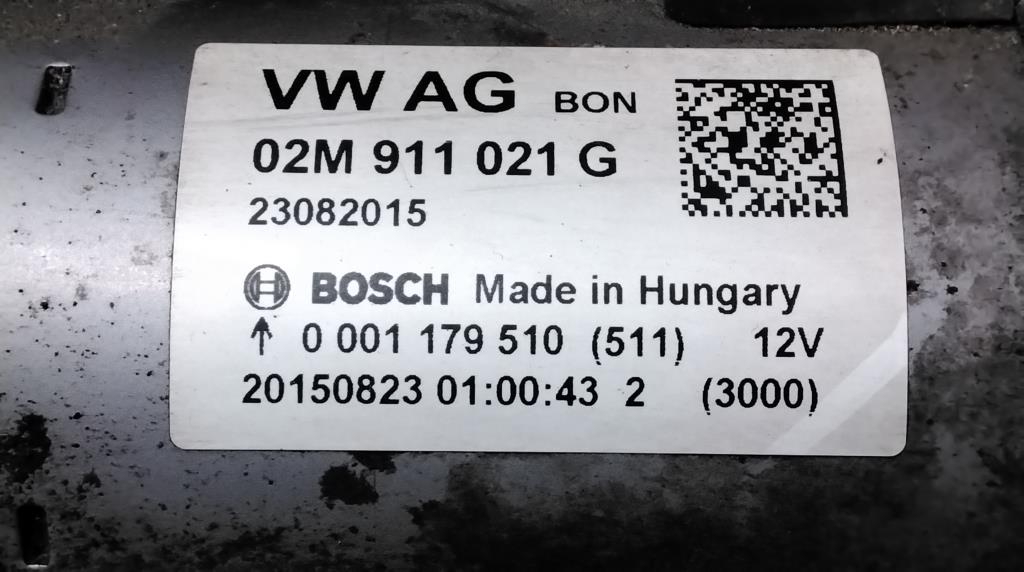 VW AG BON
02M 911 021 G
23082015
BOSCH Made in Hungary
↑ 0 001 179 510 (511) 12V
20150823 01:00:43 2 (3000)